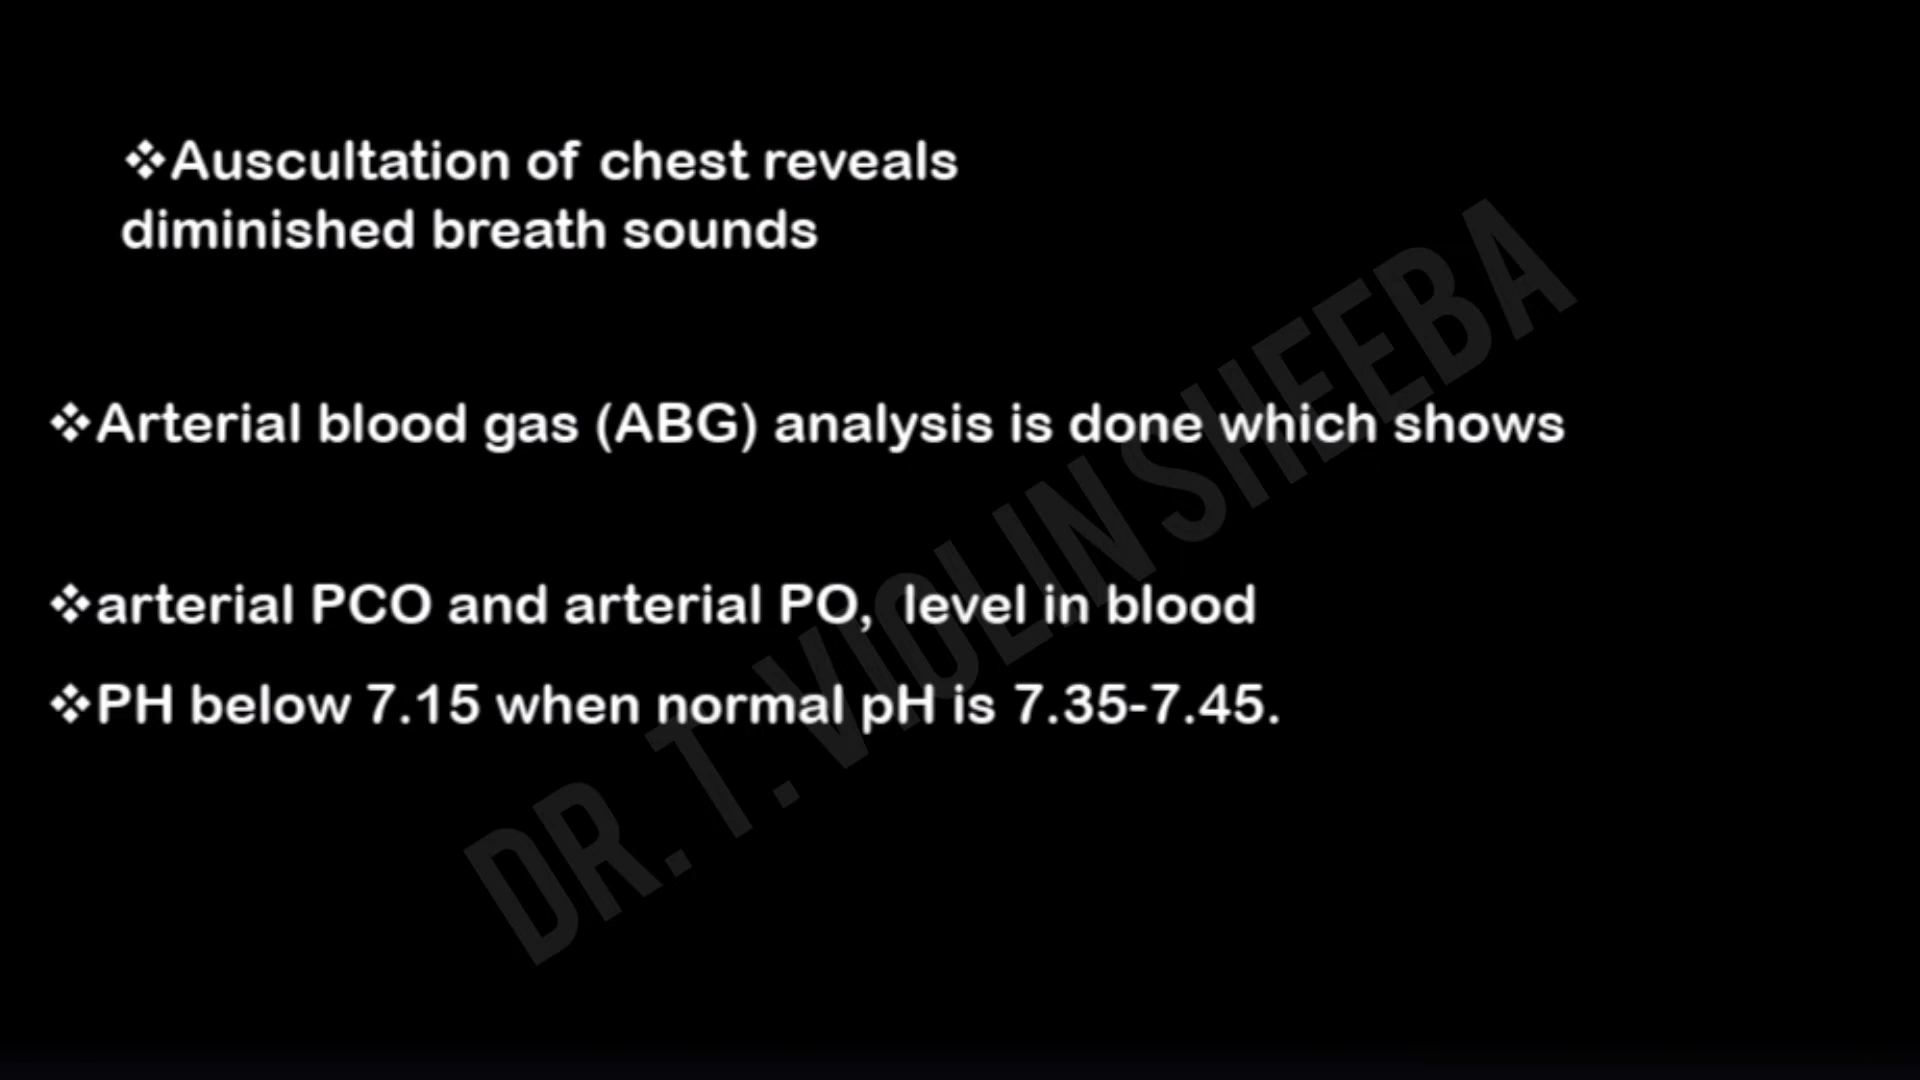 ❖Auscultation of chest reveals
diminished breath sounds
❖Arterial blood gas (ABG) analysis is done which shows
❖arterial PCO and arterial PO, level in blood
❖PH below 7.15 when normal pH is 7.35-7.45.
DR. T. VIOLIN SHEEBA